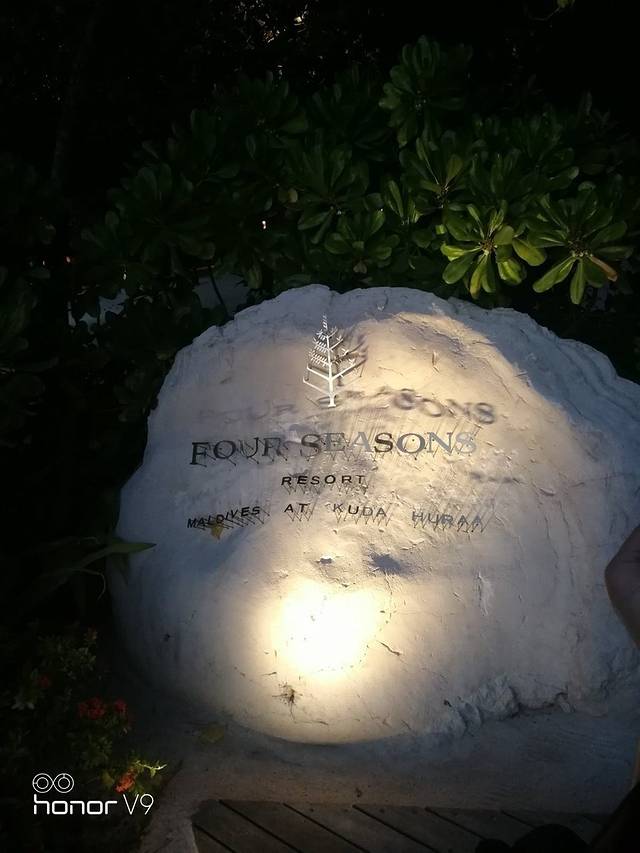 FOUR SEASONS
RESORT
MALDIVES AT KUDA HURAA
honor V9